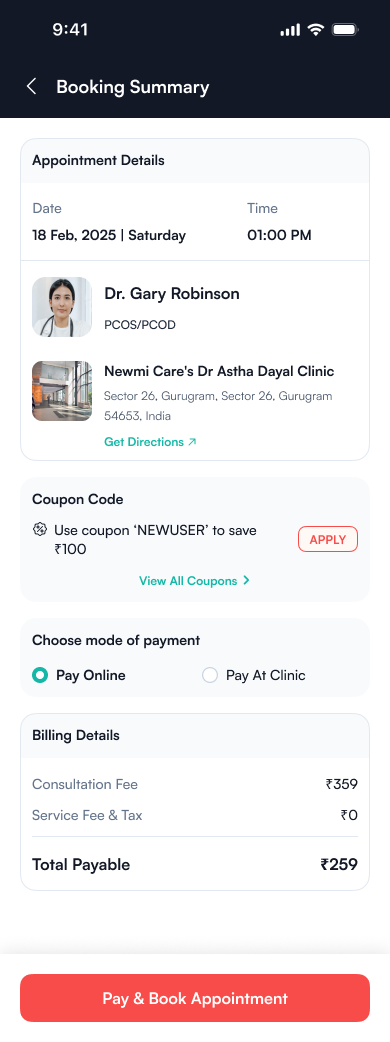 9:41
Booking Summary
Appointment Details
Date
Time
18 Feb, 2025 | Saturday
01:00 PM
Dr. Gary Robinson
PCOS/PCOD
Newmi Care's Dr Astha Dayal Clinic
Sector 26, Gurugram, Sector 26, Gurugram
54653, India
Get Directions ↗
Coupon Code
Use coupon ‘NEWUSER’ to save
₹100
APPLY
View All Coupons >
Choose mode of payment
Pay Online
Pay At Clinic
Billing Details
Consultation Fee
₹359
Service Fee & Tax
₹0
Total Payable
₹259
Pay & Book Appointment